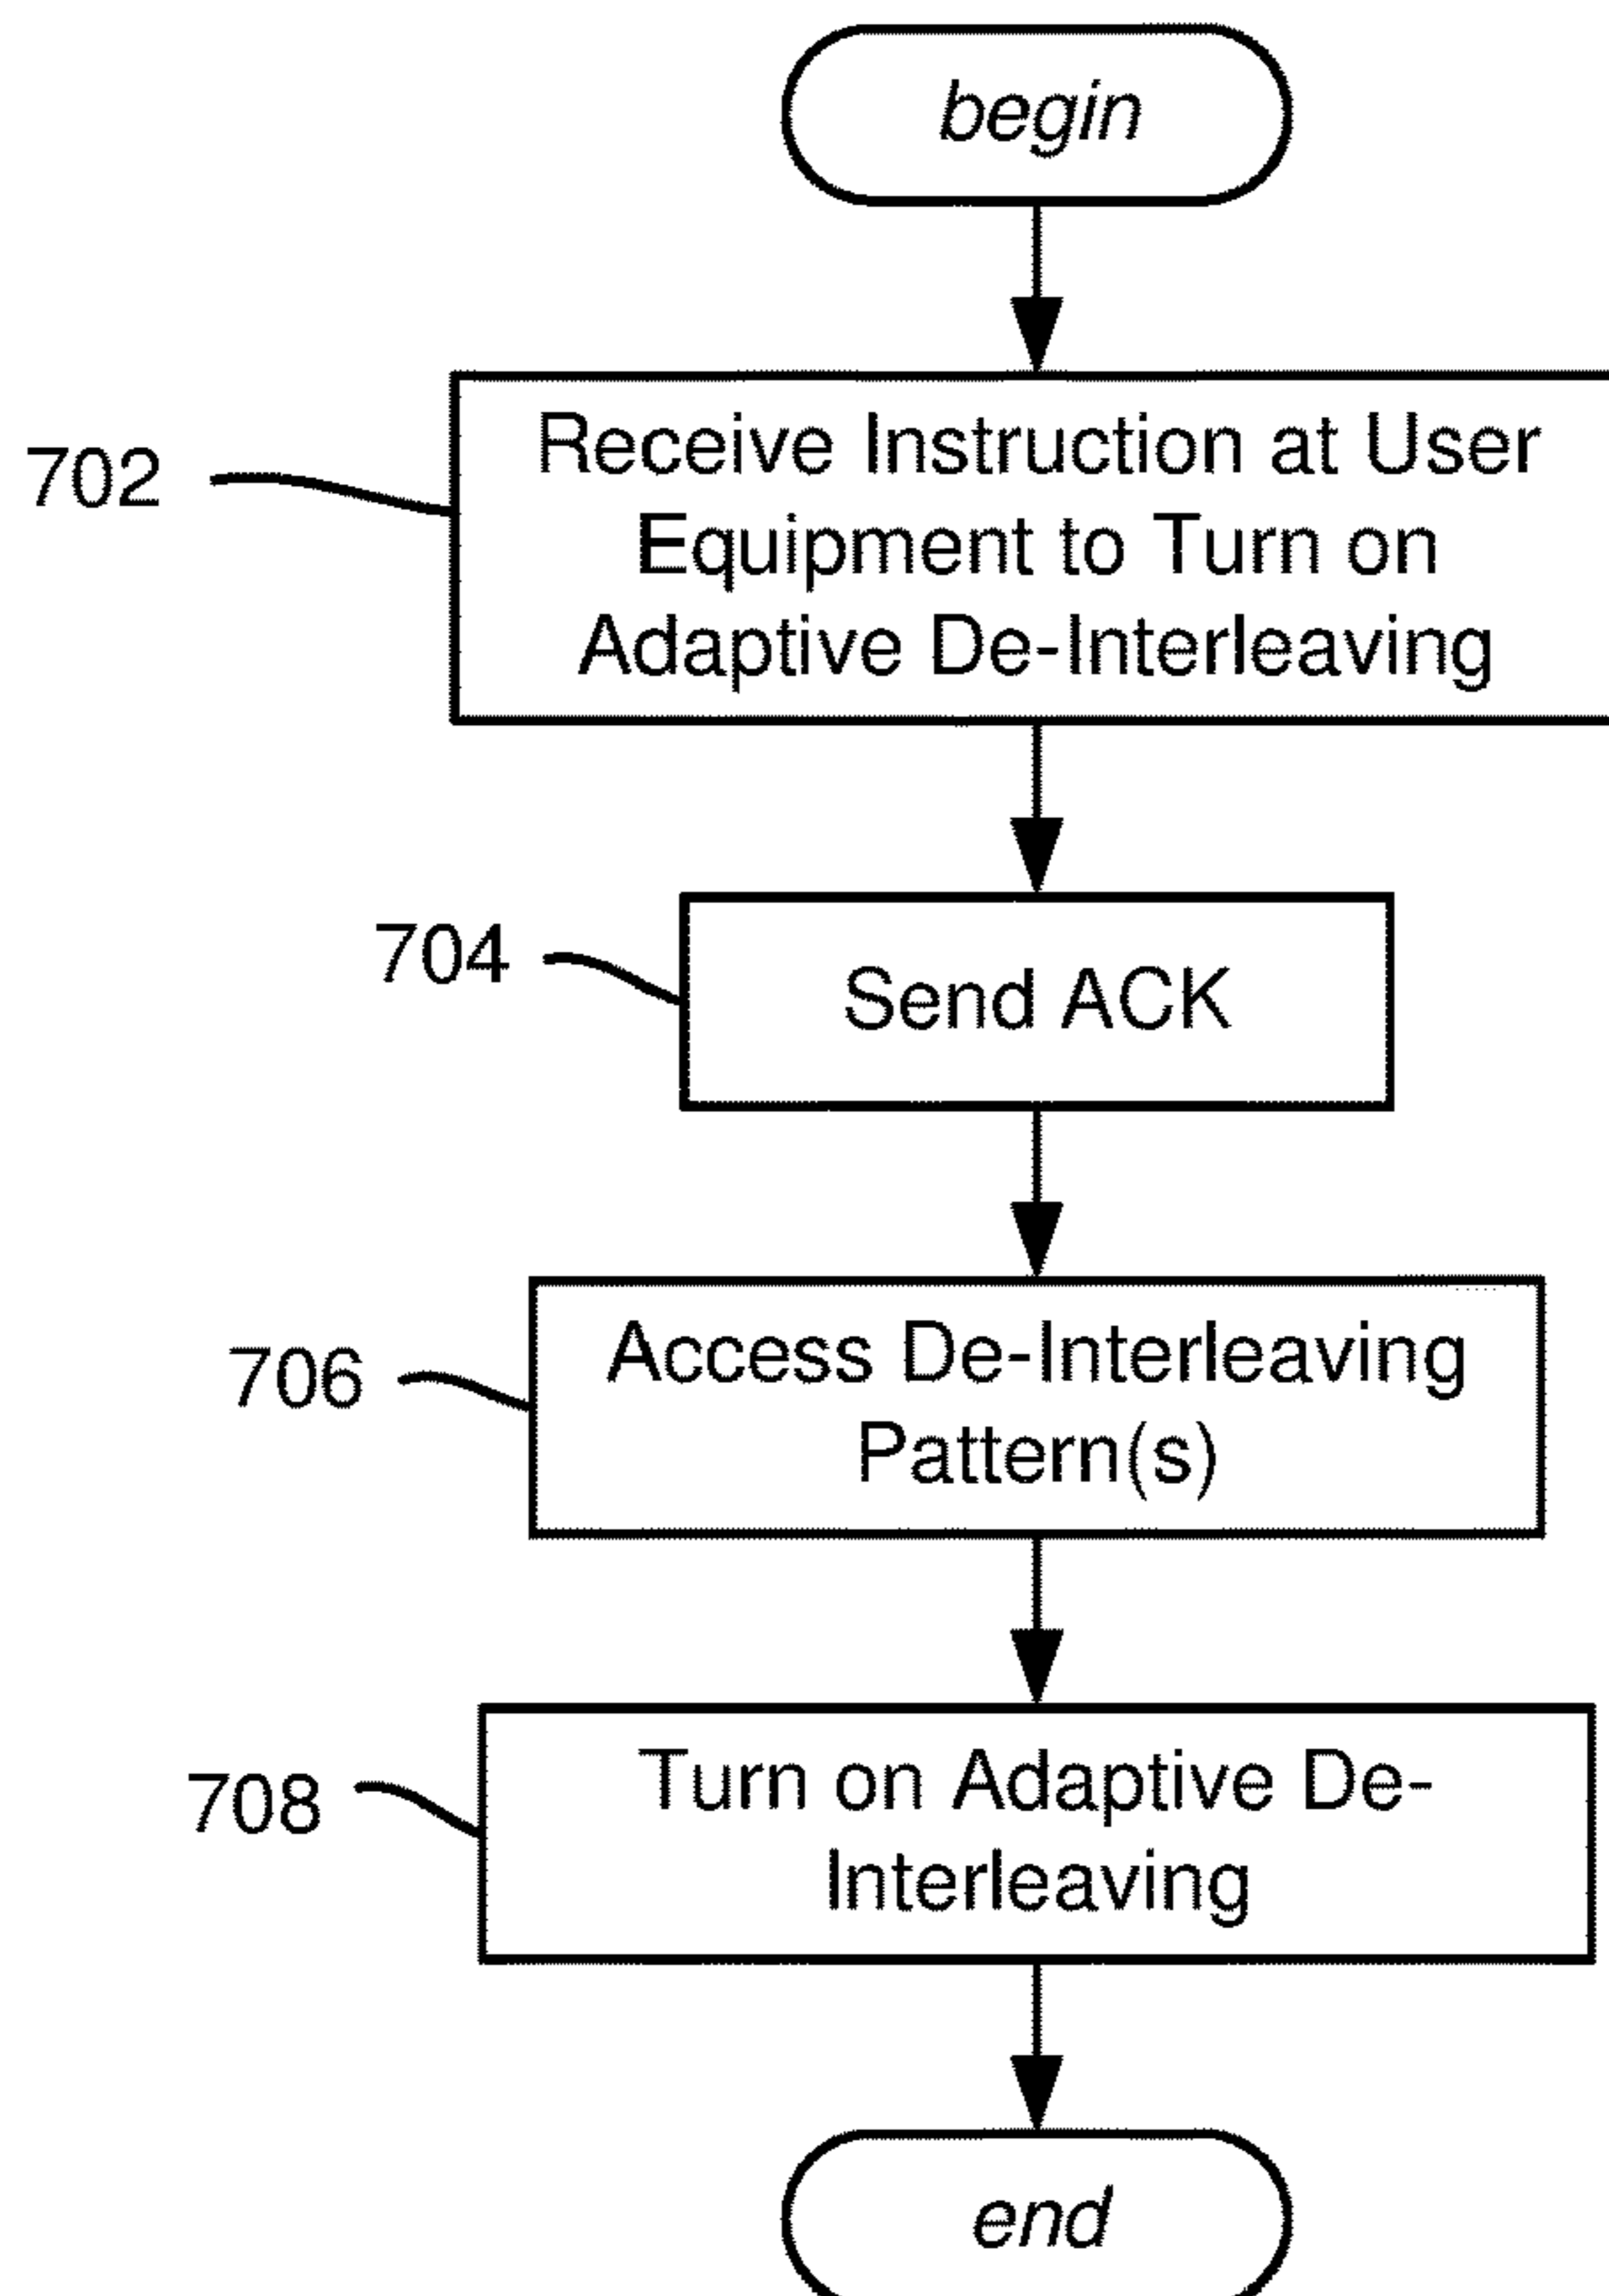 begin
702
Receive Instruction at User
Equipment to Turn on
Adaptive De-Interleaving
704
Send ACK
706
Access De-Interleaving
Pattern(s)
708
Turn on Adaptive De-
Interleaving
end